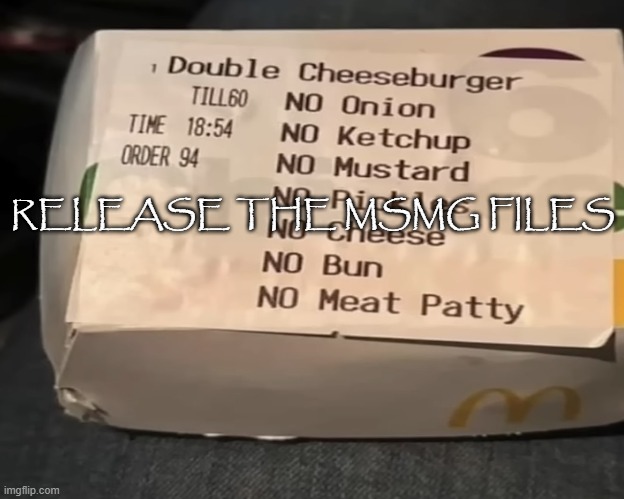 1 Double Cheeseburger
TILL60 NO Onion
TIME 18:54 NO Ketchup
ORDER 94 NO Mustard
NO
RELEASE THE MSMG FILES
NO Cheese
NO Bun
NO Meat Patty
imgflip.com